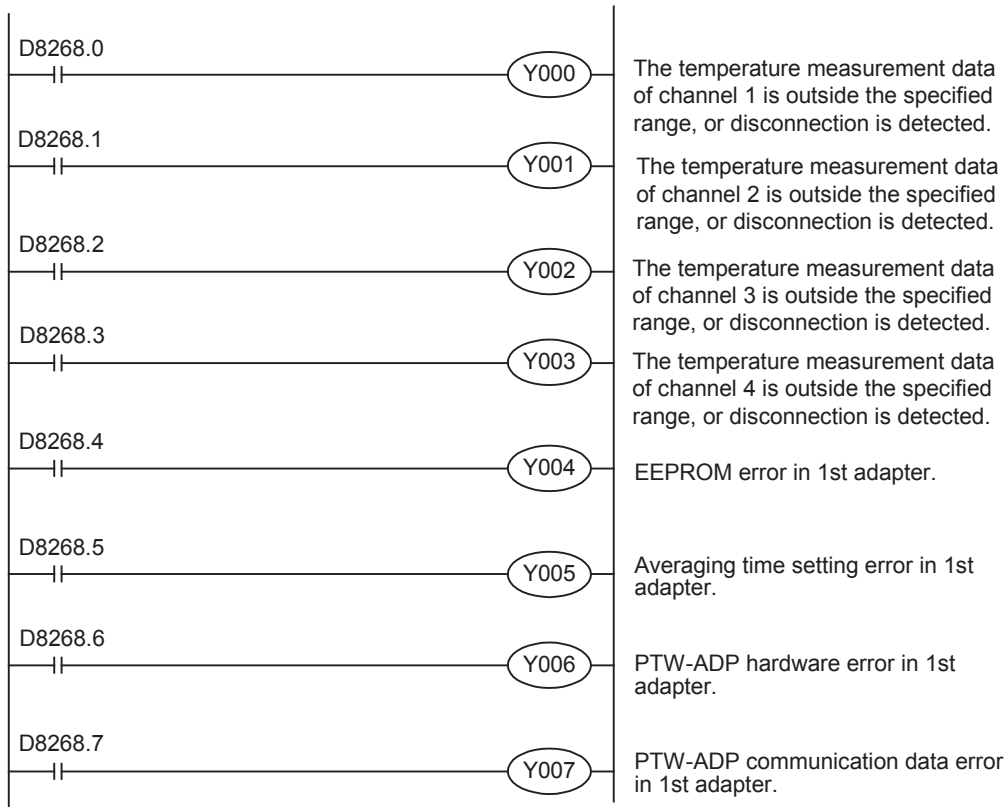 D8268.0
Y000
The temperature measurement data
of channel 1 is outside the specified
range, or disconnection is detected.
D8268.1
Y001
The temperature measurement data
of channel 2 is outside the specified
range, or disconnection is detected.
D8268.2
Y002
The temperature measurement data
of channel 3 is outside the specified
range, or disconnection is detected.
D8268.3
Y003
The temperature measurement data
of channel 4 is outside the specified
range, or disconnection is detected.
D8268.4
Y004
EEPROM error in 1st adapter.
D8268.5
Y005
Averaging time setting error in 1st
adapter.
D8268.6
Y006
PTW-ADP hardware error in 1st
adapter.
D8268.7
Y007
PTW-ADP communication data error
in 1st adapter.